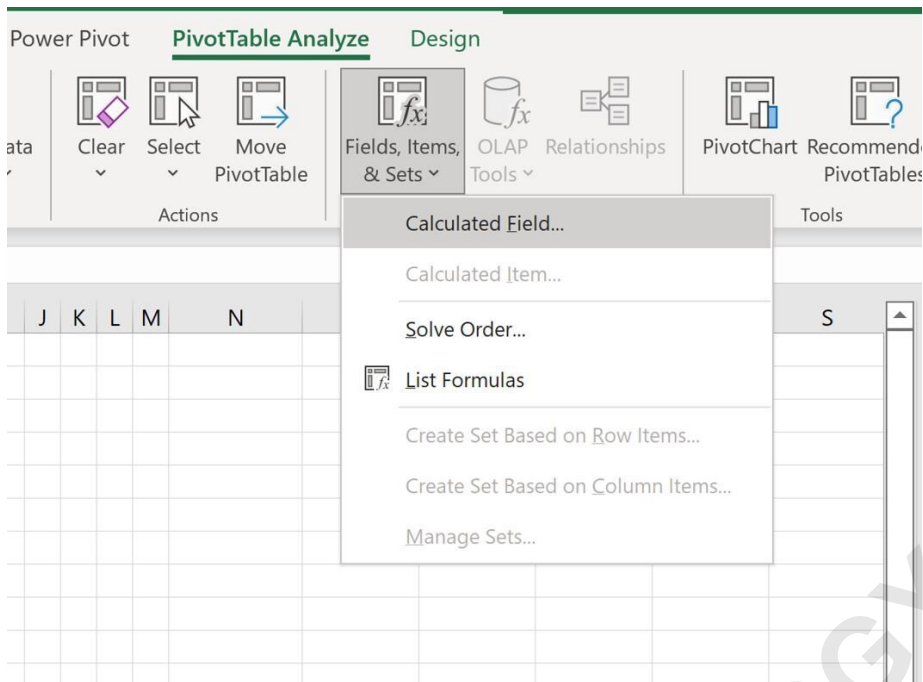 Power Pivot PivotTable Analyze Design
ata Clear Select Move PivotTable
Fields, Items, & Sets OLAP Tools Relationships
PivotChart Recommende PivotTables
Actions Tools
Calculated Field...
Calculated Item...
J K L M N S
Solve Order...
List Formulas
Create Set Based on Row Items...
Create Set Based on Column Items...
Manage Sets...
GY